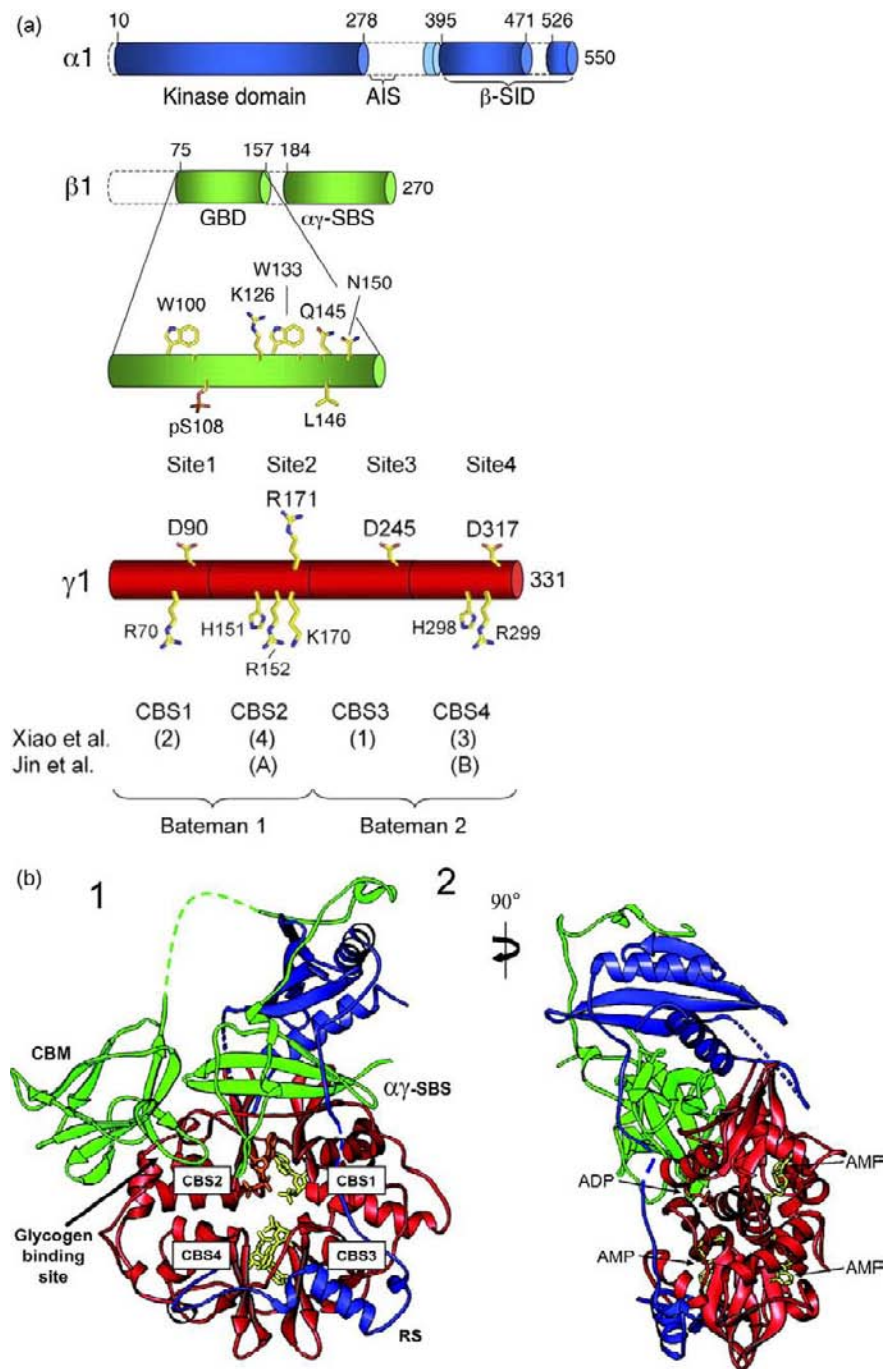 (a)
10 278 395 471 526
α1 550
Kinase domain AIS β-SID
75 157 184
β1 270
GBD αγ-SBS
W133 N150
K126
W100 Q145
pS108 L146
Site1 Site2 Site3 Site4
R171
D90 D245 D317
γ1 331
R70 H151 K170 H298 R299
R152
CBS1 CBS2 CBS3 CBS4
Xiao et al. (2) (4) (1) (3)
Jin et al. (A) (B)
Bateman 1 Bateman 2
(b) 1 2 90°
CBM
αγ-SBS
CBS2 CBS1
ADP AMP
Glycogen
binding
site
CBS4 CBS3
AMP AMP
RS